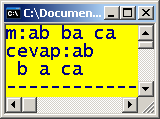 C:\Documen...
m:ab ba ca
cevap:ab
b a ca
-------------